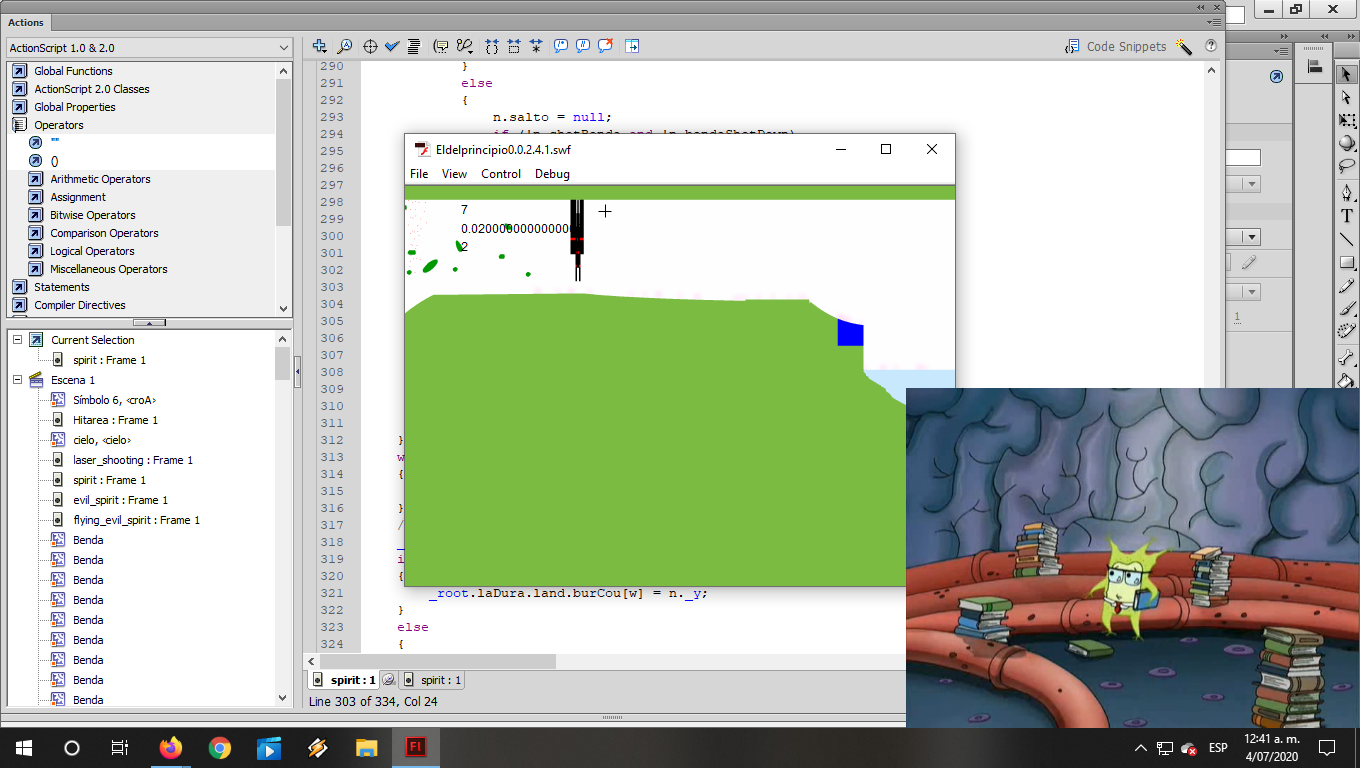 Actions
ActionScript 1.0 & 2.0
Global Functions
ActionScript 2.0 Classes
Global Properties
Operators
""
()
Arithmetic Operators
Assignment
Bitwise Operators
Comparison Operators
Logical Operators
Miscellaneous Operators
Statements
Compiler Directives
Current Selection
spirit : Frame 1
Escena 1
Símbolo 6, <croA>
Hitarea : Frame 1
cielo, <cielo>
laser_shooting : Frame 1
spirit : Frame 1
evil_spirit : Frame 1
flying_evil_spirit : Frame 1
Benda
Benda
Benda
Benda
Benda
Benda
Benda
Benda
Benda
Code Snippets
290 }
291 else
292 {
293 n.salto = null;
294
295
296
297
298
299
300
301
302
303
304
305
306
307
308
309
310
311
312 }
313 w
314 {
315
316 }
317 /
318 _
319 i
320 {
321 _root.laDura.land.burCou[w] = n._y;
322 }
323 else
324 {
Eldelprincipio0.0.2.4.1.swf
File View Control Debug
7
0.02000000000000
2
spirit : 1
spirit : 1
Line 303 of 334, Col 24
1
Fl
ESP
12:41 a. m.
4/07/2020